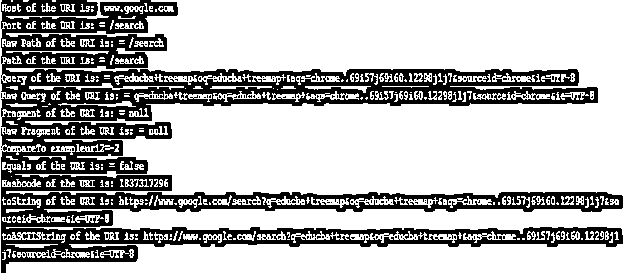 Host of the URI is: www.google.com
Port of the URI is: = /search
Raw Path of the URI is: = /search
Path of the URI is: = /search
Query of the URI is: = q=educba+treemap&oq=educba+treemap+&aqs=chrome..69i57j69i60.12298j1j7&sourceid=chrome&ie=UTF-8
Raw Query of the URI is: = q=educba+treemap&oq=educba+treemap+&aqs=chrome..69i57j69i60.12298j1j7&sourceid=chrome&ie=UTF-8
Fragment of the URI is: = null
Raw Fragment of the URI is: = null
CompareTo exampleuri2=-2
Equals of the URI is: = false
Hashcode of the URI is: 1837317296
toString of the URI is: https://www.google.com/search?q=educba+treemap&oq=educba+treemap+&aqs=chrome..69i57j69i60.12298j1j7&so
urceid=chrome&ie=UTF-8
toASCIIString of the URI is: https://www.google.com/search?q=educba+treemap&oq=educba+treemap+&aqs=chrome..69i57j69i60.12298j1
j7&sourceid=chrome&ie=UTF-8